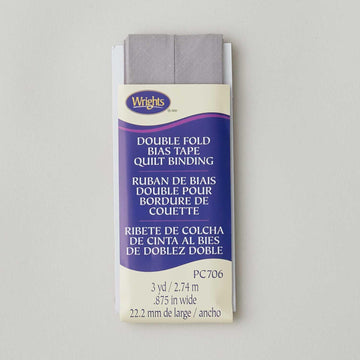 Wrights
DOUBLE FOLD
BIAS TAPE
QUILT BINDING
RUBAN DE BIAIS
DOUBLE POUR
BORDURE DE
COUETTE
RIBETE DE COLCHA
DE CINTA AL BIES
DE DOBLEZ DOBLE
PC706
3 yd / 2.74 m
.875 in wide
22.2 mm de large / ancho